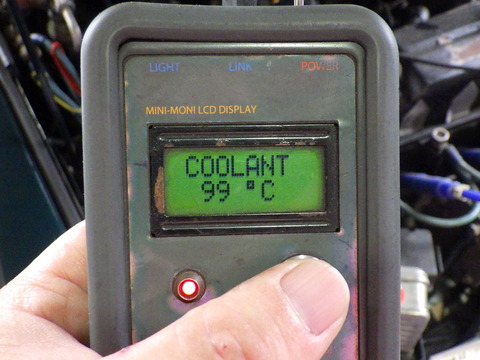 LIGHT LINK POWER
MINI-MONI LCD DISPLAY
COOLANT
99 °C